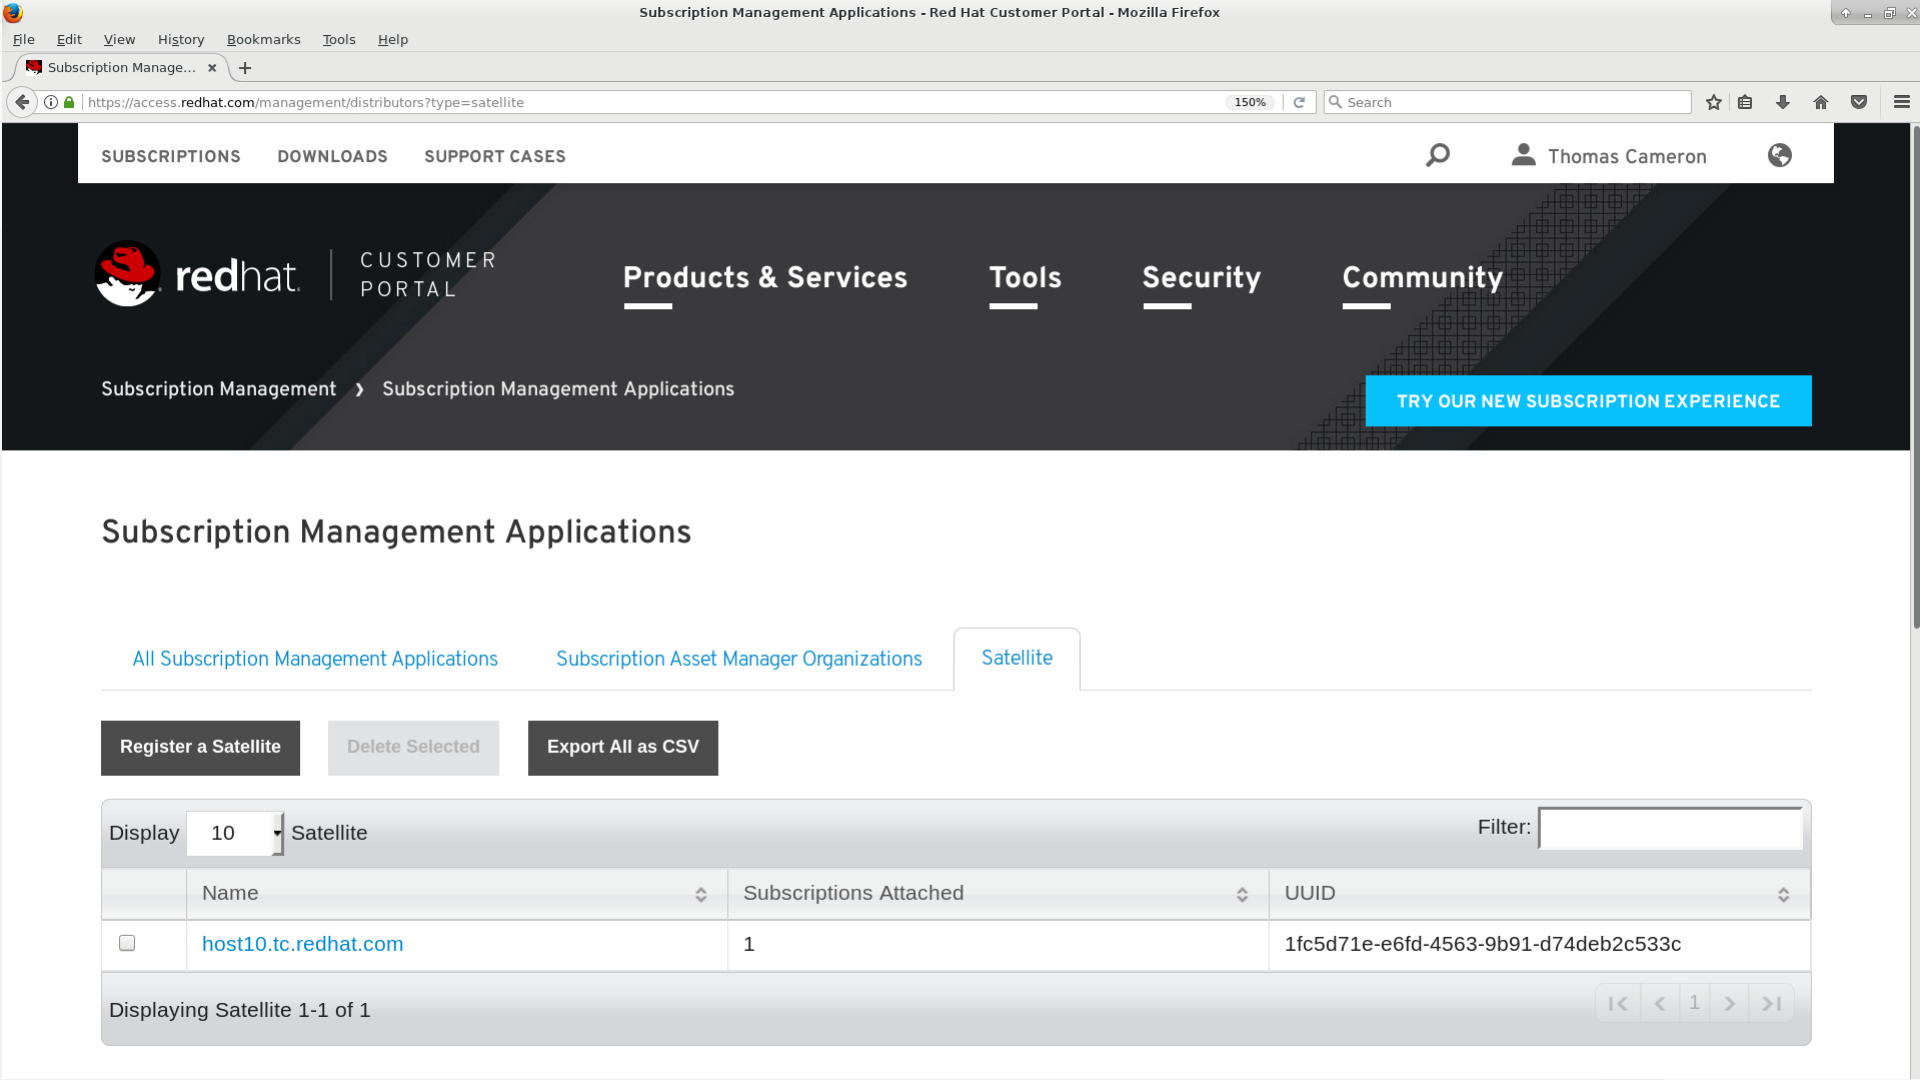 Subscription Management Applications - Red Hat Customer Portal - Mozilla Firefox
File Edit View History Bookmarks Tools Help
Subscription Manage...
https://access.redhat.com/management/distributors?type=satellite 150% Search
SUBSCRIPTIONS DOWNLOADS SUPPORT CASES Thomas Cameron
redhat. CUSTOMER PORTAL
Products & Services Tools Security Community
Subscription Management Subscription Management Applications
TRY OUR NEW SUBSCRIPTION EXPERIENCE
Subscription Management Applications
All Subscription Management Applications Subscription Asset Manager Organizations Satellite
Register a Satellite Delete Selected Export All as CSV
Display 10 Satellite Filter:
Name Subscriptions Attached UUID
host10.tc.redhat.com 1 1fc5d71e-e6fd-4563-9b91-d74deb2c533c
Displaying Satellite 1-1 of 1 1